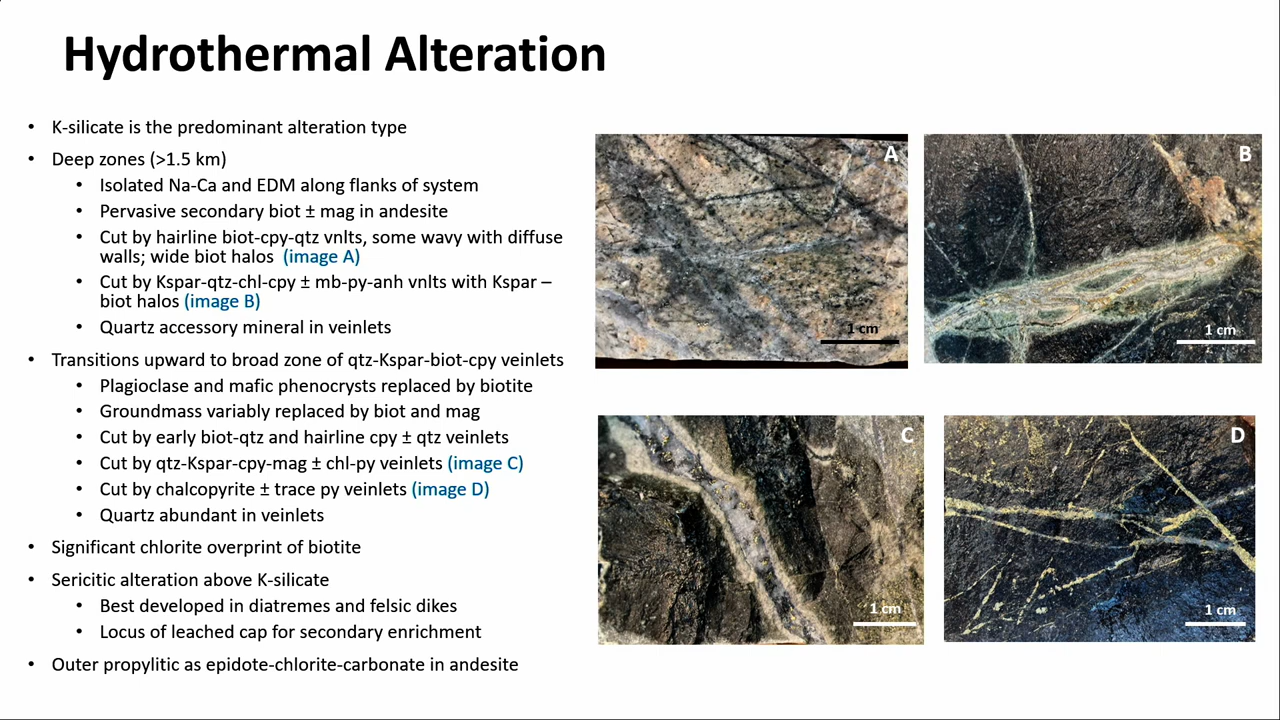 Hydrothermal Alteration
• K-silicate is the predominant alteration type
• Deep zones (>1.5 km)
• Isolated Na-Ca and EDM along flanks of system
• Pervasive secondary biot ± mag in andesite
• Cut by hairline biot-cpy-qtz vnlts, some wavy with diffuse
walls; wide biot halos (image A)
• Cut by Kspar-qtz-chl-cpy ± mb-py-anh vnlts with Kspar –
biot halos (image B)
• Quartz accessory mineral in veinlets
• Transitions upward to broad zone of qtz-Kspar-biot-cpy veinlets
• Plagioclase and mafic phenocrysts replaced by biotite
• Groundmass variably replaced by biot and mag
• Cut by early biot-qtz and hairline cpy ± qtz veinlets
• Cut by qtz-Kspar-cpy-mag ± chl-py veinlets (image C)
• Cut by chalcopyrite ± trace py veinlets (image D)
• Quartz abundant in veinlets
• Significant chlorite overprint of biotite
• Sericitic alteration above K-silicate
• Best developed in diatremes and felsic dikes
• Locus of leached cap for secondary enrichment
• Outer propylitic as epidote-chlorite-carbonate in andesite
A
1 cm
B
1 cm
C
1 cm
D
1 cm